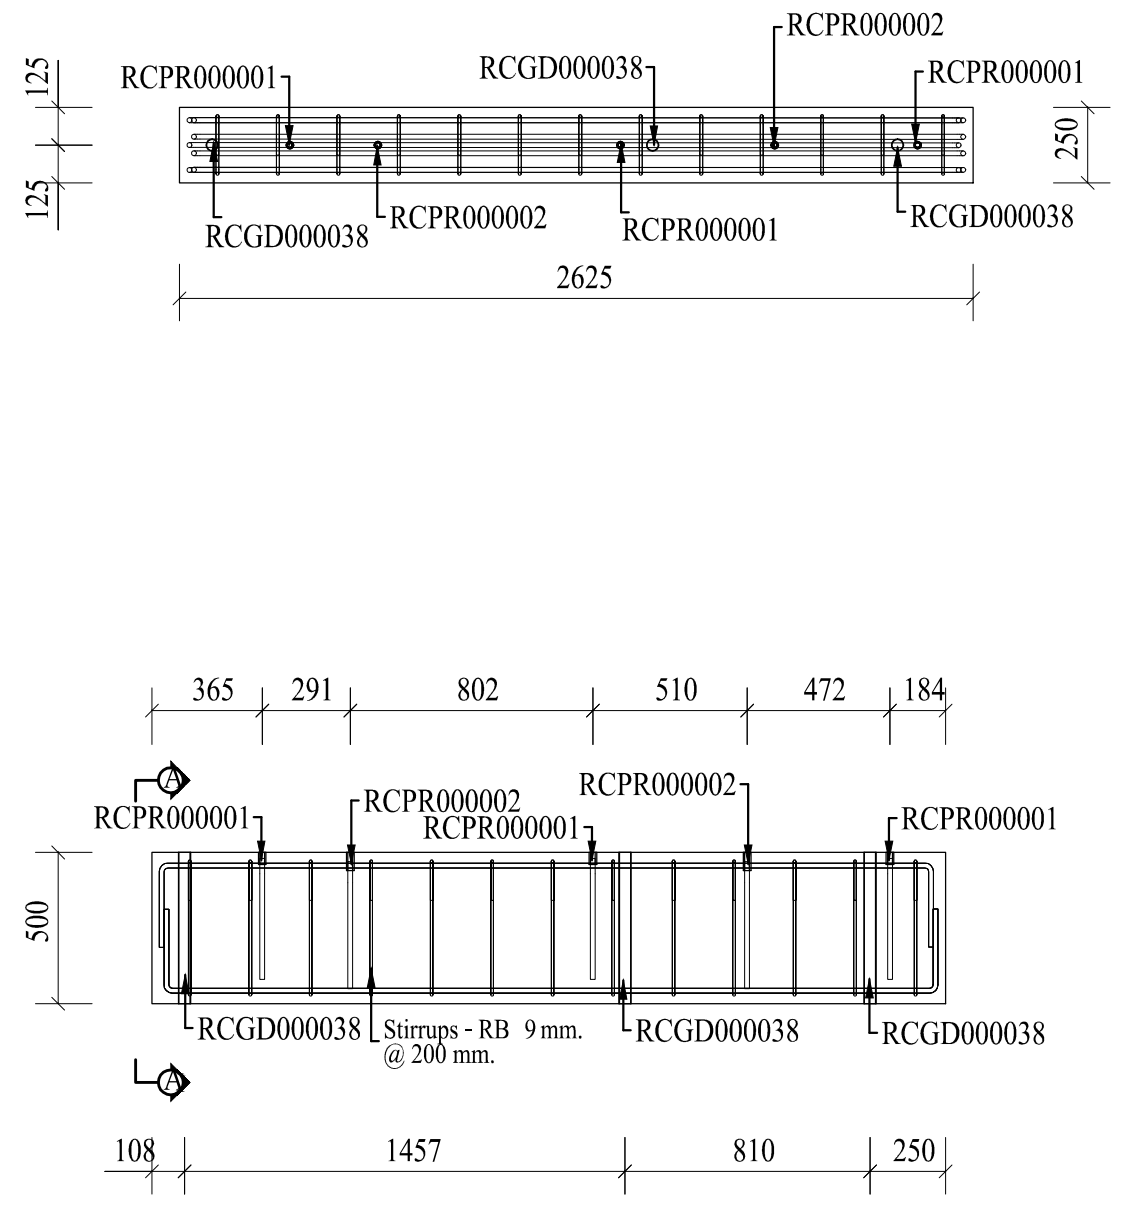 RCPR000002
RCGD000038
RCPR000001
RCPR000001
125
250
125
RCGD000038
RCPR000002
RCPR000001
RCGD000038
2625
365
291
802
510
472
184
A
RCPR000002
RCPR000002
RCPR000001
RCPR000001
RCPR000001
500
RCGD000038
Stirrups - RB 9 mm.
@ 200 mm.
RCGD000038
RCGD000038
A
108
1457
810
250